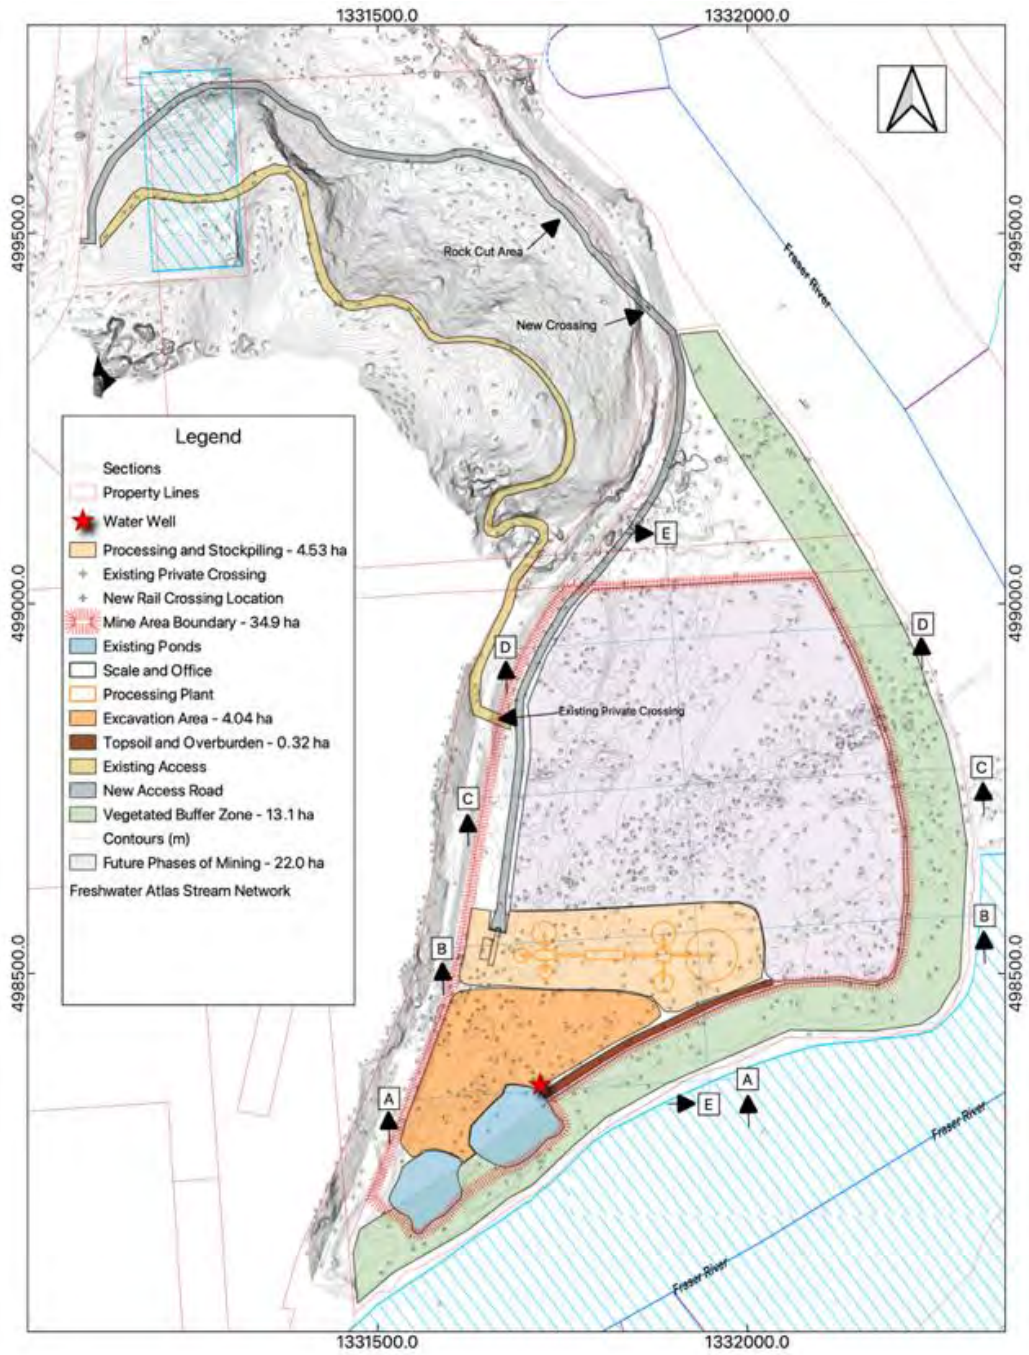 1331500.0
1332000.0
499500.0
499500.0
Fraser River
Rock Cut Area
New Crossing
Legend
Sections
Property Lines
Water Well
Processing and Stockpiling - 4.53 ha
Existing Private Crossing
New Rail Crossing Location
Mine Area Boundary - 34.9 ha
Existing Ponds
Scale and Office
Processing Plant
Excavation Area - 4.04 ha
Topsoil and Overburden - 0.32 ha
Existing Access
New Access Road
Vegetated Buffer Zone - 13.1 ha
Contours (m)
Future Phases of Mining - 22.0 ha
Freshwater Atlas Stream Network
E
499000.0
499000.0
D
D
Existing Private Crossing
C
C
B
B
498500.0
498500.0
A
A
E
Fraser River
Fraser River
1331500.0
1332000.0